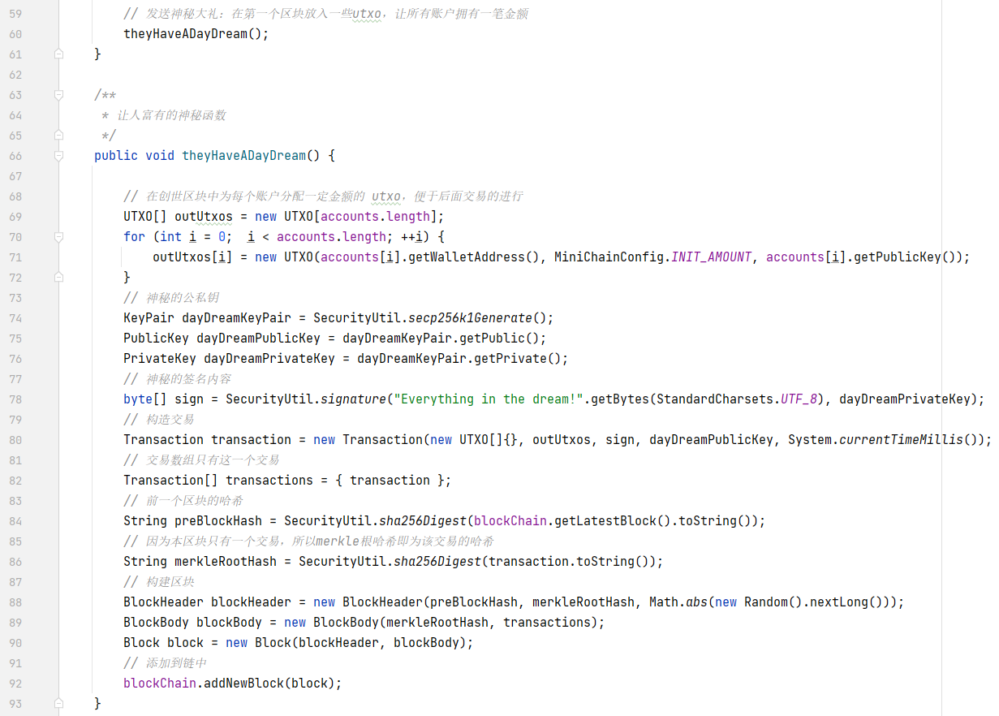 59 // 发送神秘大礼：在第一个区块放入一些utxo，让所有账户拥有一笔金额
60 theyHaveADayDream();
61 }
62
63 /**
64 * 让人富有的神秘函数
65 */
66 public void theyHaveADayDream() {
67
68 // 在创世区块中为每个账户分配一定金额的 utxo，便于后面交易的进行
69 UTXO[] outUtxos = new UTXO[accounts.length];
70 for (int i = 0; i < accounts.length; ++i) {
71 outUtxos[i] = new UTXO(accounts[i].getWalletAddress(), MiniChainConfig.INIT_AMOUNT, accounts[i].getPublicKey());
72 }
73 // 神秘的公私钥
74 KeyPair dayDreamKeyPair = SecurityUtil.secp256k1Generate();
75 PublicKey dayDreamPublicKey = dayDreamKeyPair.getPublic();
76 PrivateKey dayDreamPrivateKey = dayDreamKeyPair.getPrivate();
77 // 神秘的签名内容
78 byte[] sign = SecurityUtil.signature("Everything in the dream!".getBytes(StandardCharsets.UTF_8), dayDreamPrivateKey);
79 // 构造交易
80 Transaction transaction = new Transaction(new UTXO[]{}, outUtxos, sign, dayDreamPublicKey, System.currentTimeMillis());
81 // 交易数组只有这一个交易
82 Transaction[] transactions = { transaction };
83 // 前一个区块的哈希
84 String preBlockHash = SecurityUtil.sha256Digest(blockChain.getLatestBlock().toString());
85 // 因为本区块只有一个交易，所以merkle根哈希即为该交易的哈希
86 String merkleRootHash = SecurityUtil.sha256Digest(transaction.toString());
87 // 构建区块
88 BlockHeader blockHeader = new BlockHeader(preBlockHash, merkleRootHash, Math.abs(new Random().nextLong()));
89 BlockBody blockBody = new BlockBody(merkleRootHash, transactions);
90 Block block = new Block(blockHeader, blockBody);
91 // 添加到链中
92 blockChain.addNewBlock(block);
93 }